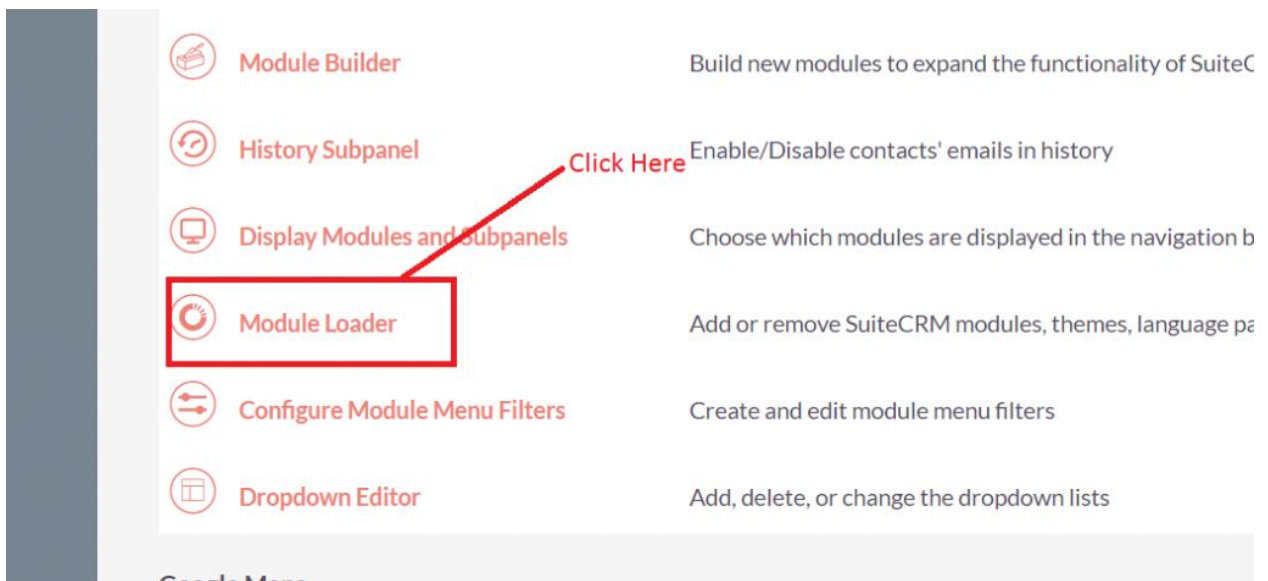 Module Builder Build new modules to expand the functionality of SuiteC
History Subpanel Enable/Disable contacts' emails in history
Click Here
Display Modules and Subpanels Choose which modules are displayed in the navigation b
Module Loader Add or remove SuiteCRM modules, themes, language pa
Configure Module Menu Filters Create and edit module menu filters
Dropdown Editor Add, delete, or change the dropdown lists
Google Maps